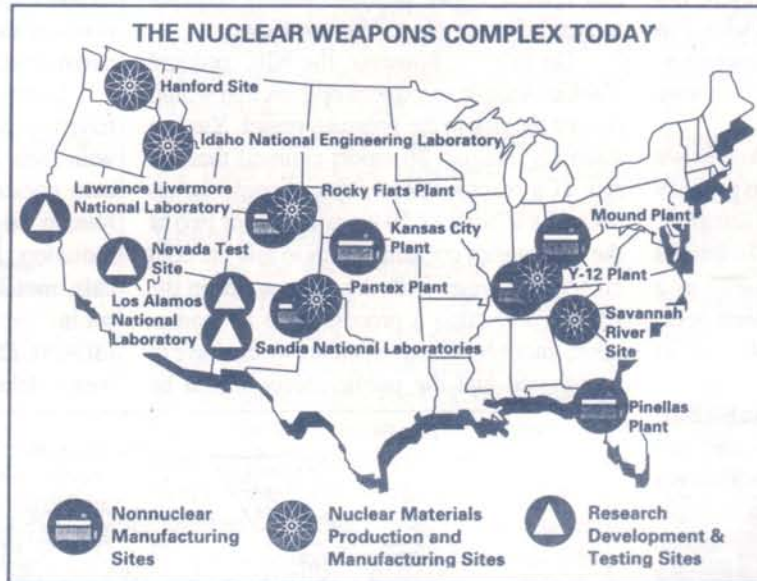 THE NUCLEAR WEAPONS COMPLEX TODAY
Hanford Site
Idaho National Engineering Laboratory
Lawrence Livermore
National Laboratory
Rocky Flats Plant
Kansas City
Plant
Mound Plant
Nevada Test
Site
Pantex Plant
Y-12 Plant
Los Alamos
National
Laboratory
Savannah
River
Site
Sandia National Laboratories
Pinellas
Plant
Nonnuclear
Manufacturing
Sites
Nuclear Materials
Production and
Manufacturing Sites
Research
Development &
Testing Sites